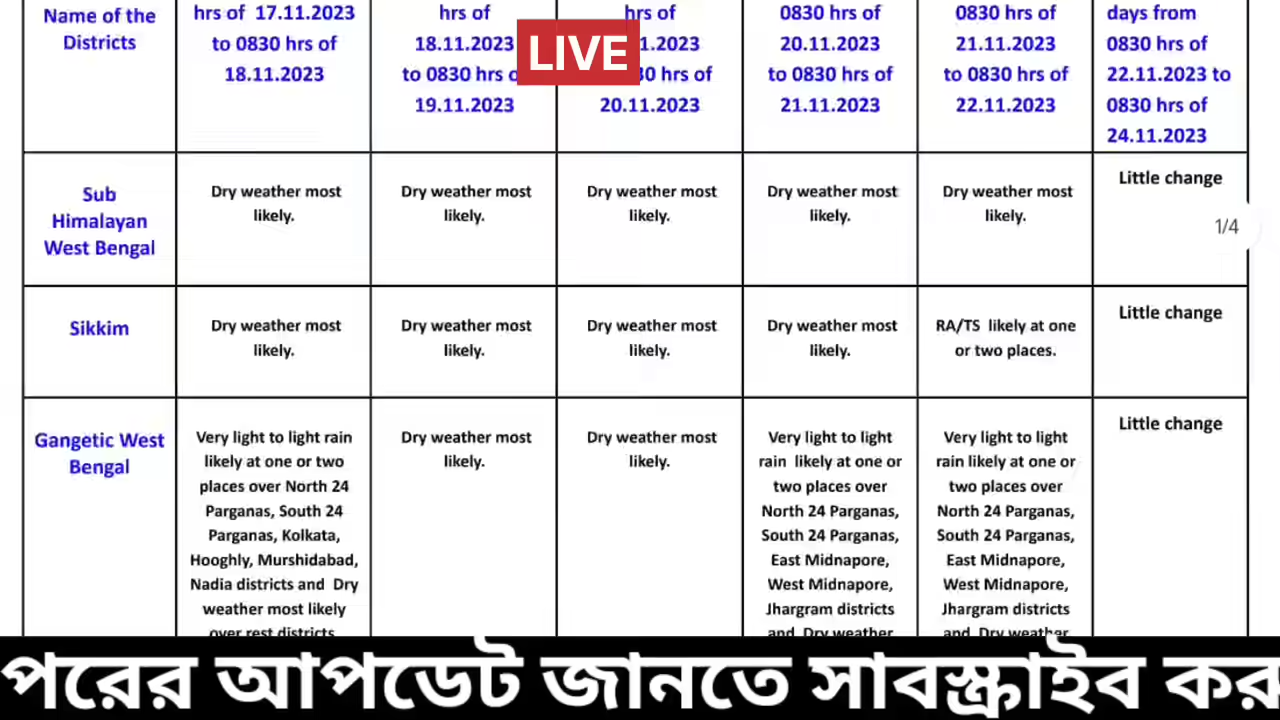 Name of the
Districts
hrs of 17.11.2023
to 0830 hrs of
18.11.2023
hrs of
18.11.2023
to 0830 hrs
19.11.2023
hrs of
hrs of
20.11.2023
0830 hrs of
20.11.2023
to 0830 hrs of
21.11.2023
0830 hrs of
21.11.2023
to 0830 hrs of
22.11.2023
days from
0830 hrs of
22.11.2023 to
0830 hrs of
24.11.2023
LIVE
Sub
Himalayan
West Bengal
Dry weather most
likely.
Dry weather most
likely.
Dry weather most
likely.
Dry weather most
likely.
Dry weather most
likely.
Little change
1/4
Sikkim
Dry weather most
likely.
Dry weather most
likely.
Dry weather most
likely.
Dry weather most
likely.
RA/TS likely at one
or two places.
Little change
Gangetic West
Bengal
Very light to light rain
likely at one or two
places over North 24
Parganas, South 24
Parganas, Kolkata,
Hooghly, Murshidabad,
Nadia districts and Dry
weather most likely
over rest districts
Dry weather most
likely.
Dry weather most
likely.
Very light to light
rain likely at one or
two places over
North 24 Parganas,
South 24 Parganas,
East Midnapore,
West Midnapore,
Jhargram districts
and Dry weather
Very light to light
rain likely at one or
two places over
North 24 Parganas,
South 24 Parganas,
East Midnapore,
West Midnapore,
Jhargram districts
and Dry weather
Little change
পরের আপডেট জানতে সাবস্ক্রাইব কর